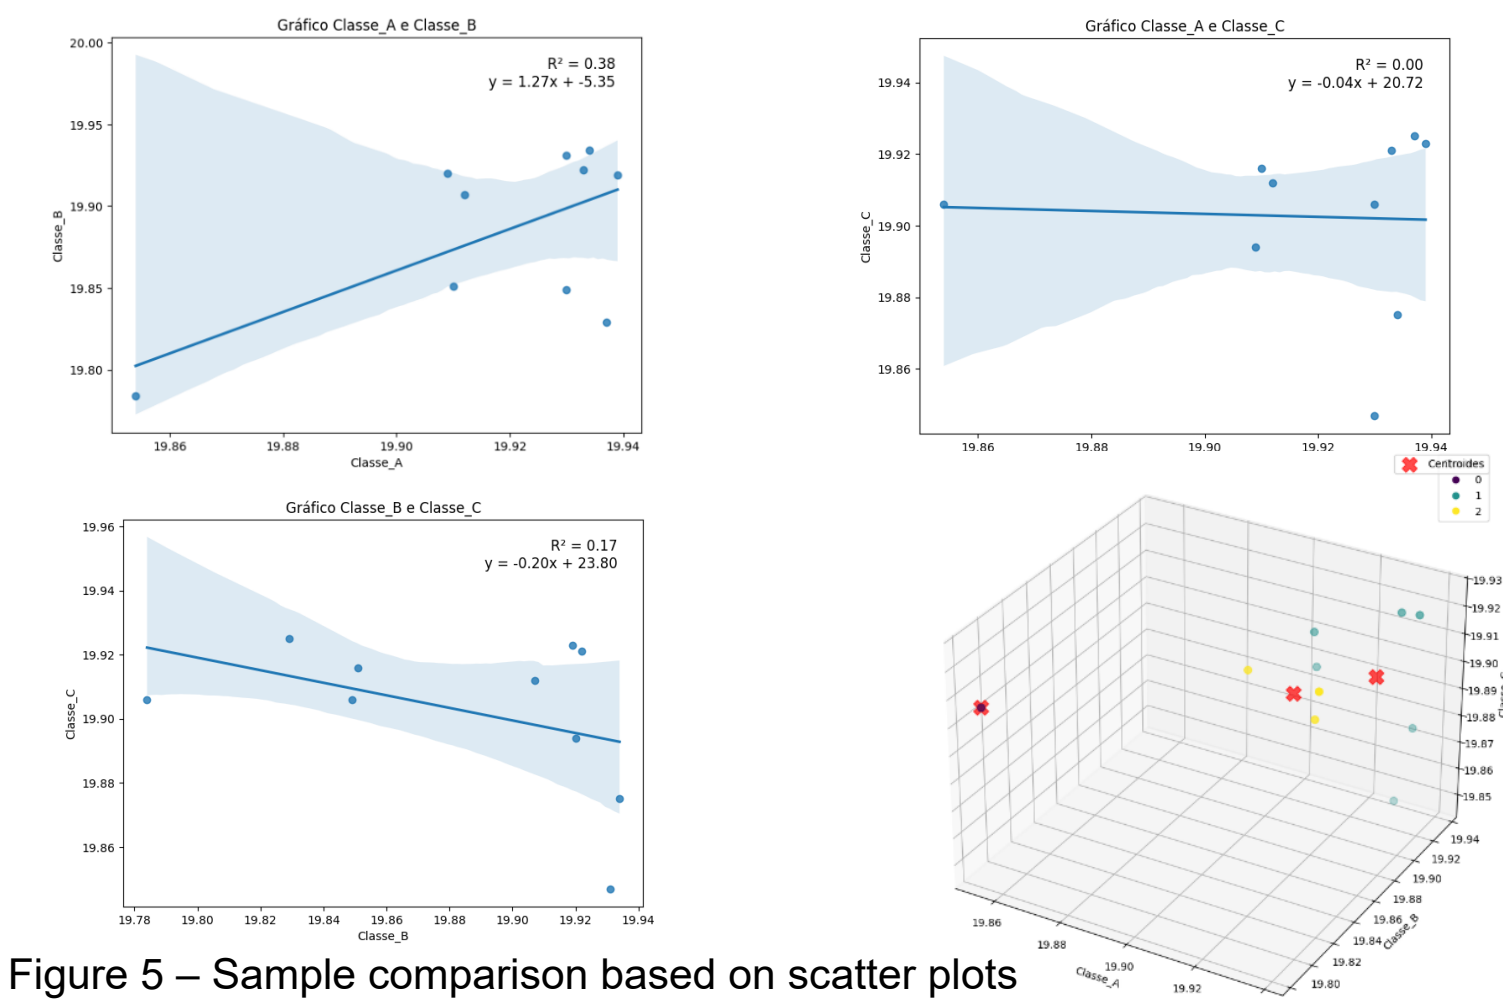 Gráfico Classe_A e Classe_B
R² = 0.38
y = 1.27x + -5.35
20.00
19.95
19.90
19.85
19.80
Classe_B
19.86 19.88 19.90 19.92 19.94
Classe_A
Gráfico Classe_A e Classe_C
R² = 0.00
y = -0.04x + 20.72
19.94
19.92
19.90
19.88
19.86
Classe_C
19.86 19.88 19.90 19.92 19.94
Gráfico Classe_B e Classe_C
R² = 0.17
y = -0.20x + 23.80
19.96
19.94
19.92
19.90
19.88
19.86
Classe_C
19.78 19.80 19.82 19.84 19.86 19.88 19.90 19.92 19.94
Classe_B
Centroides
0
1
2
19.93
19.92
19.91
19.90
19.89
19.88
19.87
19.86
19.85
19.94
19.92
19.90
19.88
19.86
19.84
19.82
19.80
Classe_B
19.86
19.88
19.90
19.92
Classe_A
Figure 5 – Sample comparison based on scatter plots